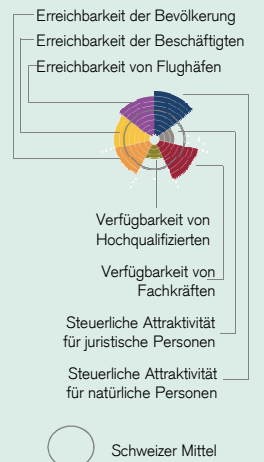 Erreichbarkeit der Bevölkerung
Erreichbarkeit der Beschäftigten
Erreichbarkeit von Flughäfen
Verfügbarkeit von
Hochqualifizierten
Verfügbarkeit von
Fachkräften
Steuerliche Attraktivität
für juristische Personen
Steuerliche Attraktivität
für natürliche Personen
Schweizer Mittel